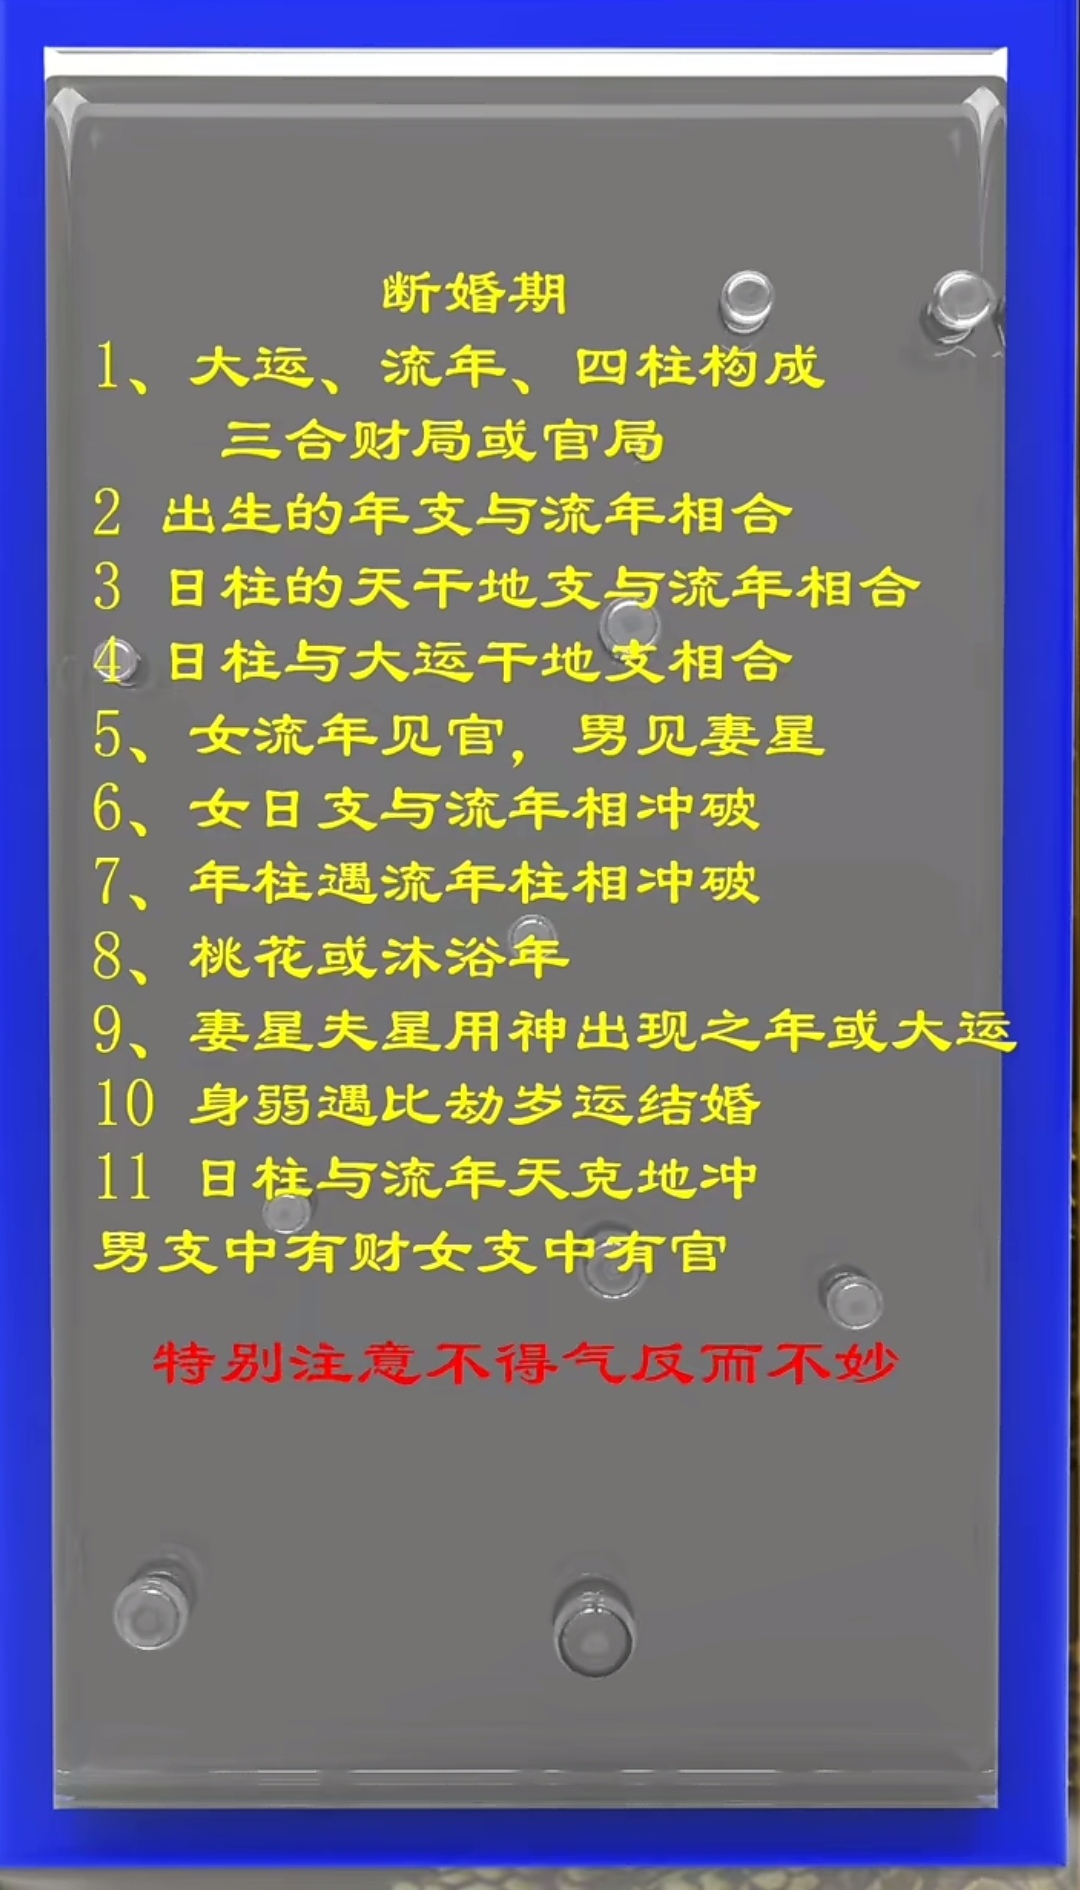 断婚期
1、大运、流年、四柱构成
三合财局或官局
2 出生的年支与流年相合
3 日柱的天干地支与流年相合
4 日柱与大运干地支相合
5、女流年见官，男见妻星
6、女日支与流年相冲破
7、年柱遇流年柱相冲破
8、桃花或沐浴年
9、妻星夫星用神出现之年或大运
10 身弱遇比劫岁运结婚
11 日柱与流年天克地冲
男支中有财女支中有官
特别注意不得气反而不妙